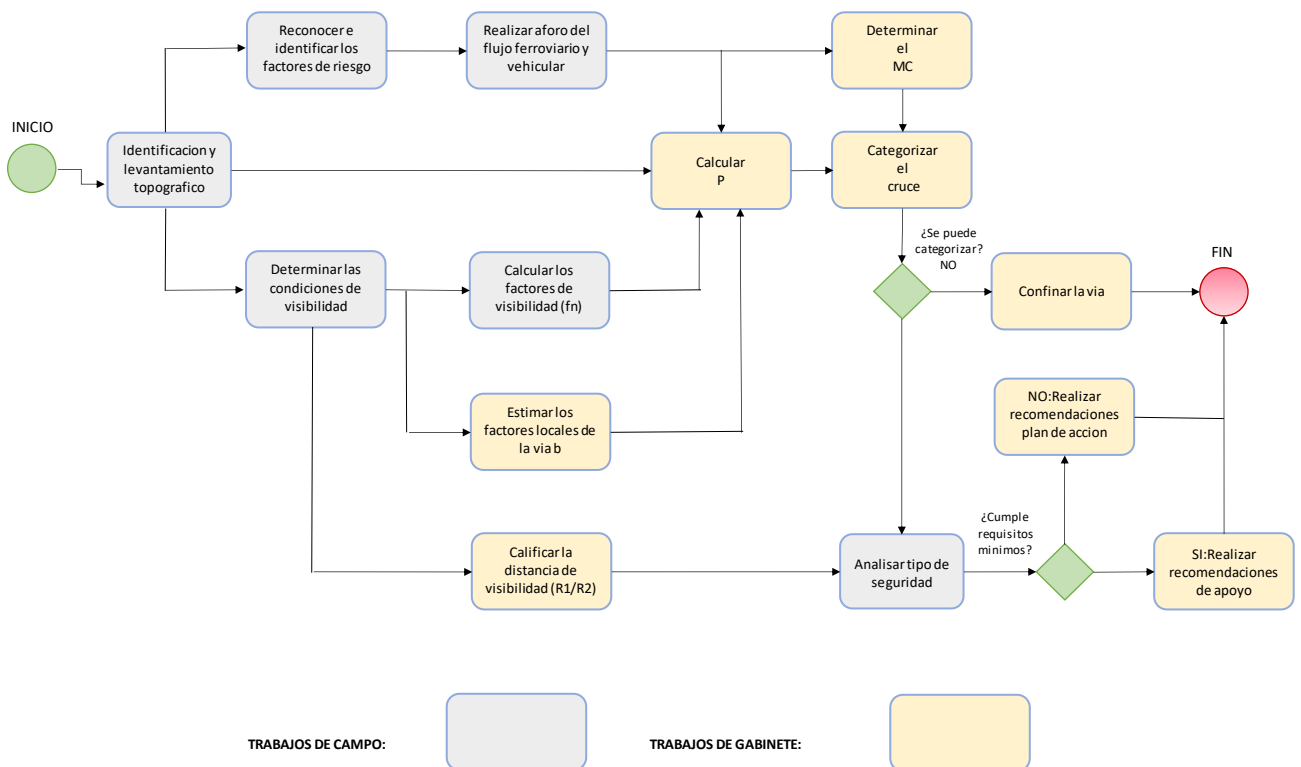 Reconocer e
identificar los
factores de riesgo
Realizar aforo del
flujo ferroviario y
vehicular
Determinar
el
MC
INICIO
Identificacion y
levantamiento
topografico
Calcular
P
Categorizar
el
cruce
¿Se puede
categorizar?
NO
FIN
Determinar las
condiciones de
visibilidad
Calcular los
factores de
visibilidad (fn)
Confinar la via
Estimar los
factores locales de
la via b
NO:Realizar
recomendaciones
plan de accion
¿Cumple
requisitos
minimos?
Calificar la
distancia de
visibilidad (R1/R2)
Analisar tipo de
seguridad
SI:Realizar
recomendaciones
de apoyo
TRABAJOS DE CAMPO:
TRABAJOS DE GABINETE: